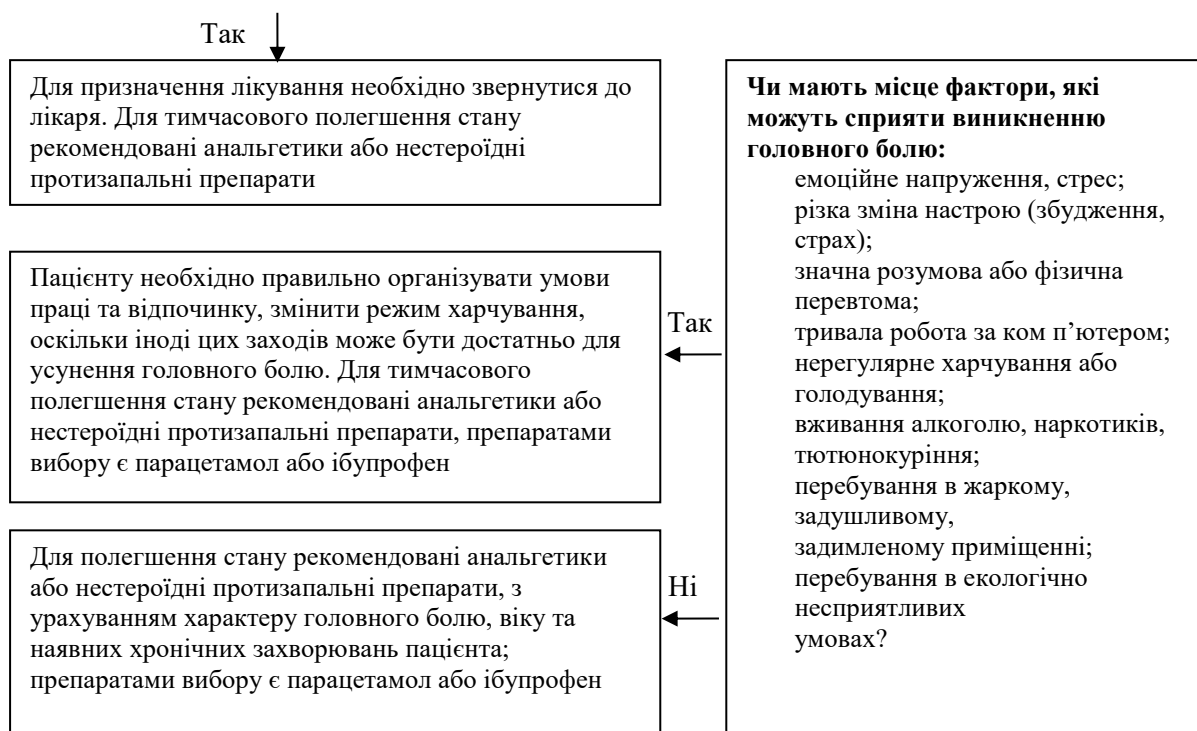 Так
Для призначення лікування необхідно звернутися до
лікаря. Для тимчасового полегшення стану
рекомендовані анальгетики або нестероїдні
протизапальні препарати
Пацієнту необхідно правильно організувати умови
праці та відпочинку, змінити режим харчування,
оскільки іноді цих заходів може бути достатньо для
усунення головного болю. Для тимчасового
полегшення стану рекомендовані анальгетики або
нестероїдні протизапальні препарати, препаратами
вибору є парацетамол або ібупрофен
Для полегшення стану рекомендовані анальгетики
або нестероїдні протизапальні препарати, з
урахуванням характеру головного болю, віку та
наявних хронічних захворювань пацієнта;
препаратами вибору є парацетамол або ібупрофен
Так
Ні
Чи мають місце фактори, які
можуть сприяти виникненню
головного болю:
емоційне напруження, стрес;
різка зміна настрою (збудження,
страх);
значна розумова або фізична
перевтома;
тривала робота за ком п’ютером;
нерегулярне харчування або
голодування;
вживання алкоголю, наркотиків,
тютюнокуріння;
перебування в жаркому,
задушливому,
задимленому приміщенні;
перебування в екологічно
несприятливих
умовах?